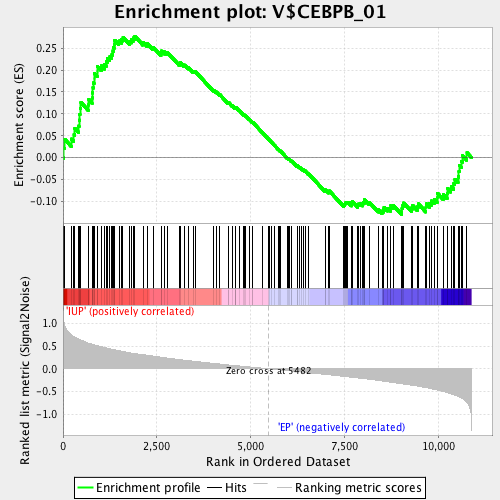 Enrichment plot: V$CEBPB_01
Enrichment score (ES)
0.25
0.20
0.15
0.10
0.05
0.00
-0.05
-0.10
Ranked list metric (Signal2Noise)
1.0
0.5
0.0
-0.5
-1.0
'IUP' (positively correlated)
Zero cross at 5482
'EP' (negatively correlated)
0
2,500
5,000
7,500
10,000
Rank in Ordered Dataset
Enrichment profile
Hits
Ranking metric scores